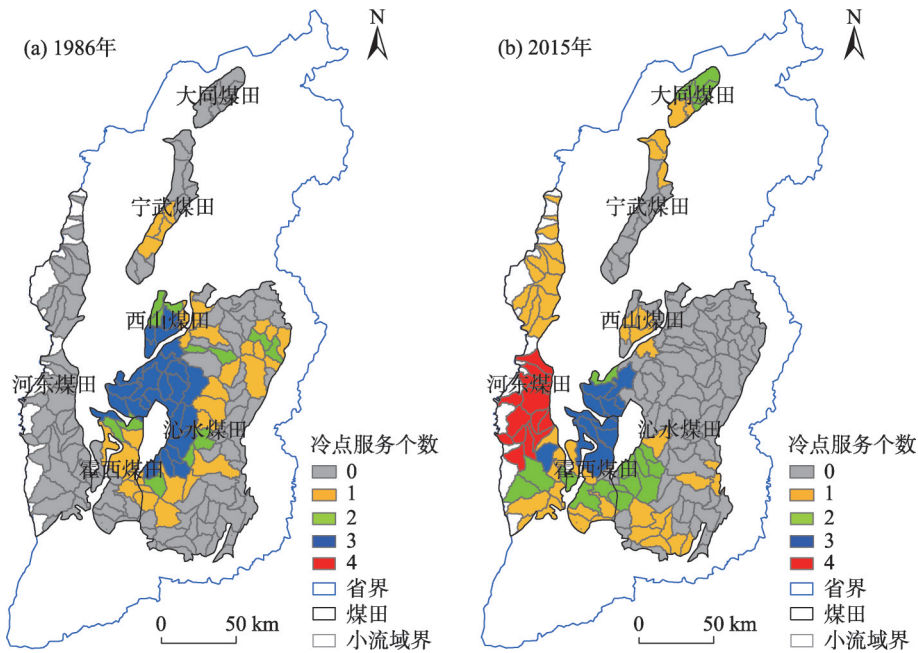 (a) 1986年
N
大同煤田
宁武煤田
西山煤田
河东煤田
沁水煤田
霍西煤田
冷点服务个数
0
1
2
3
4
省界
煤田
小流域界
0 50 km
(b) 2015年
N
大同煤田
宁武煤田
西山煤田
河东煤田
沁水煤田
霍西煤田
冷点服务个数
0
1
2
3
4
省界
煤田
小流域界
0 50 km